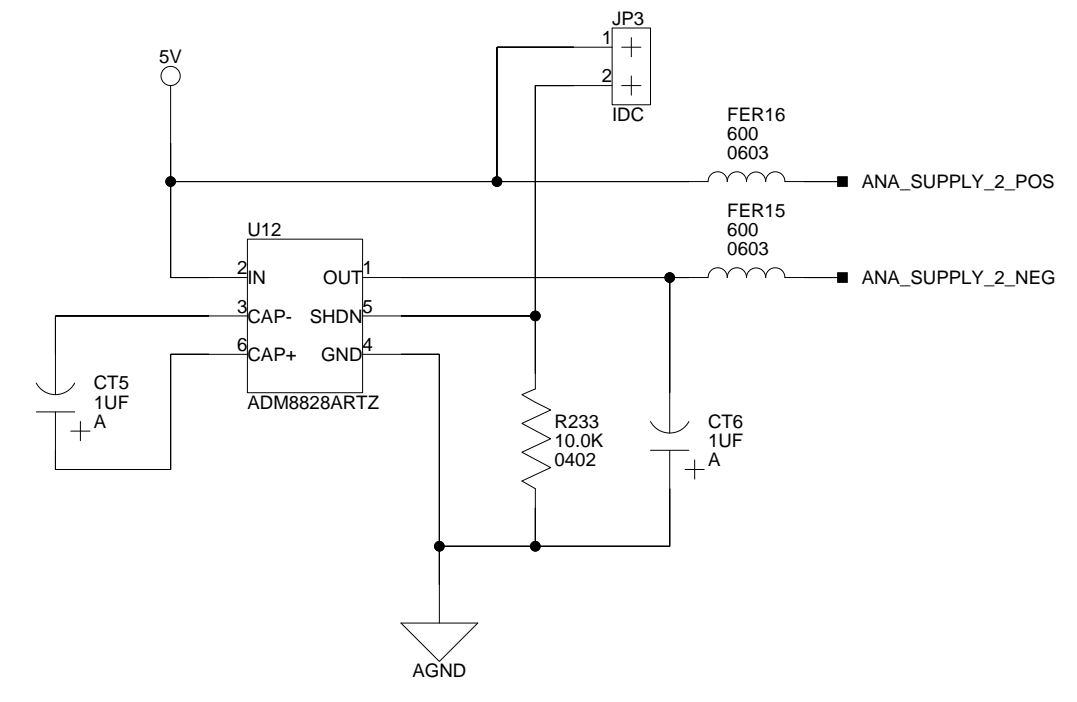 JP3
1
2
IDC
5V
FER16
600
0603
ANA_SUPPLY_2_POS
FER15
600
0603
ANA_SUPPLY_2_NEG
U12
2
IN
OUT
1
3
CAP-
SHDN
5
6
CAP+
GND
4
ADM8828ARTZ
CT5
1UF
A
R233
10.0K
0402
CT6
1UF
A
AGND